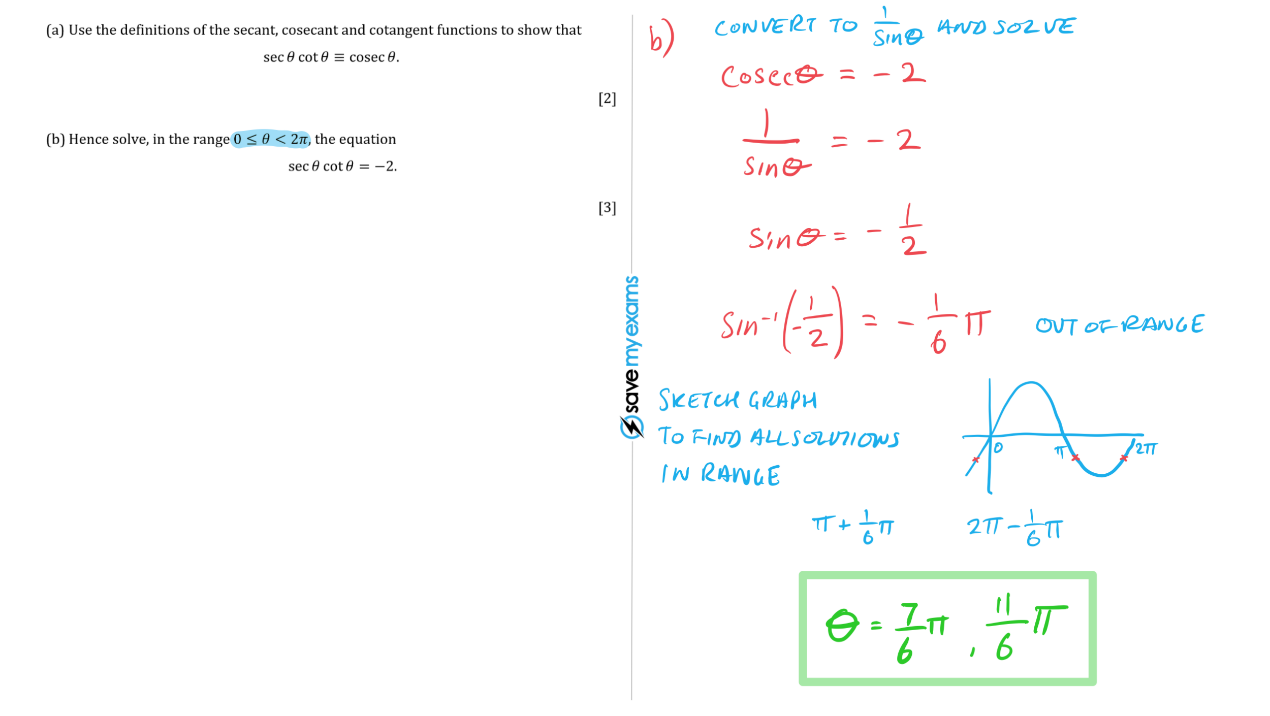 (a) Use the definitions of the secant, cosecant and cotangent functions to show that
sec θ cot θ ≡ cosec θ.
[2]
(b) Hence solve, in the range 0 ≤ θ < 2π, the equation
sec θ cot θ = −2.
[3]
save my exams
b) CONVERT TO 1/sinθ AND SOLVE
Cosecθ = -2
1/sinθ = -2
Sinθ = -1/2
Sin⁻¹(-1/2) = -1/6 π OUT OF RANGE
SKETCH GRAPH
TO FIND ALL SOLUTIONS
IN RANGE
0 π 2π
π + 1/6 π 2π - 1/6 π
θ = 7/6 π , 11/6 π